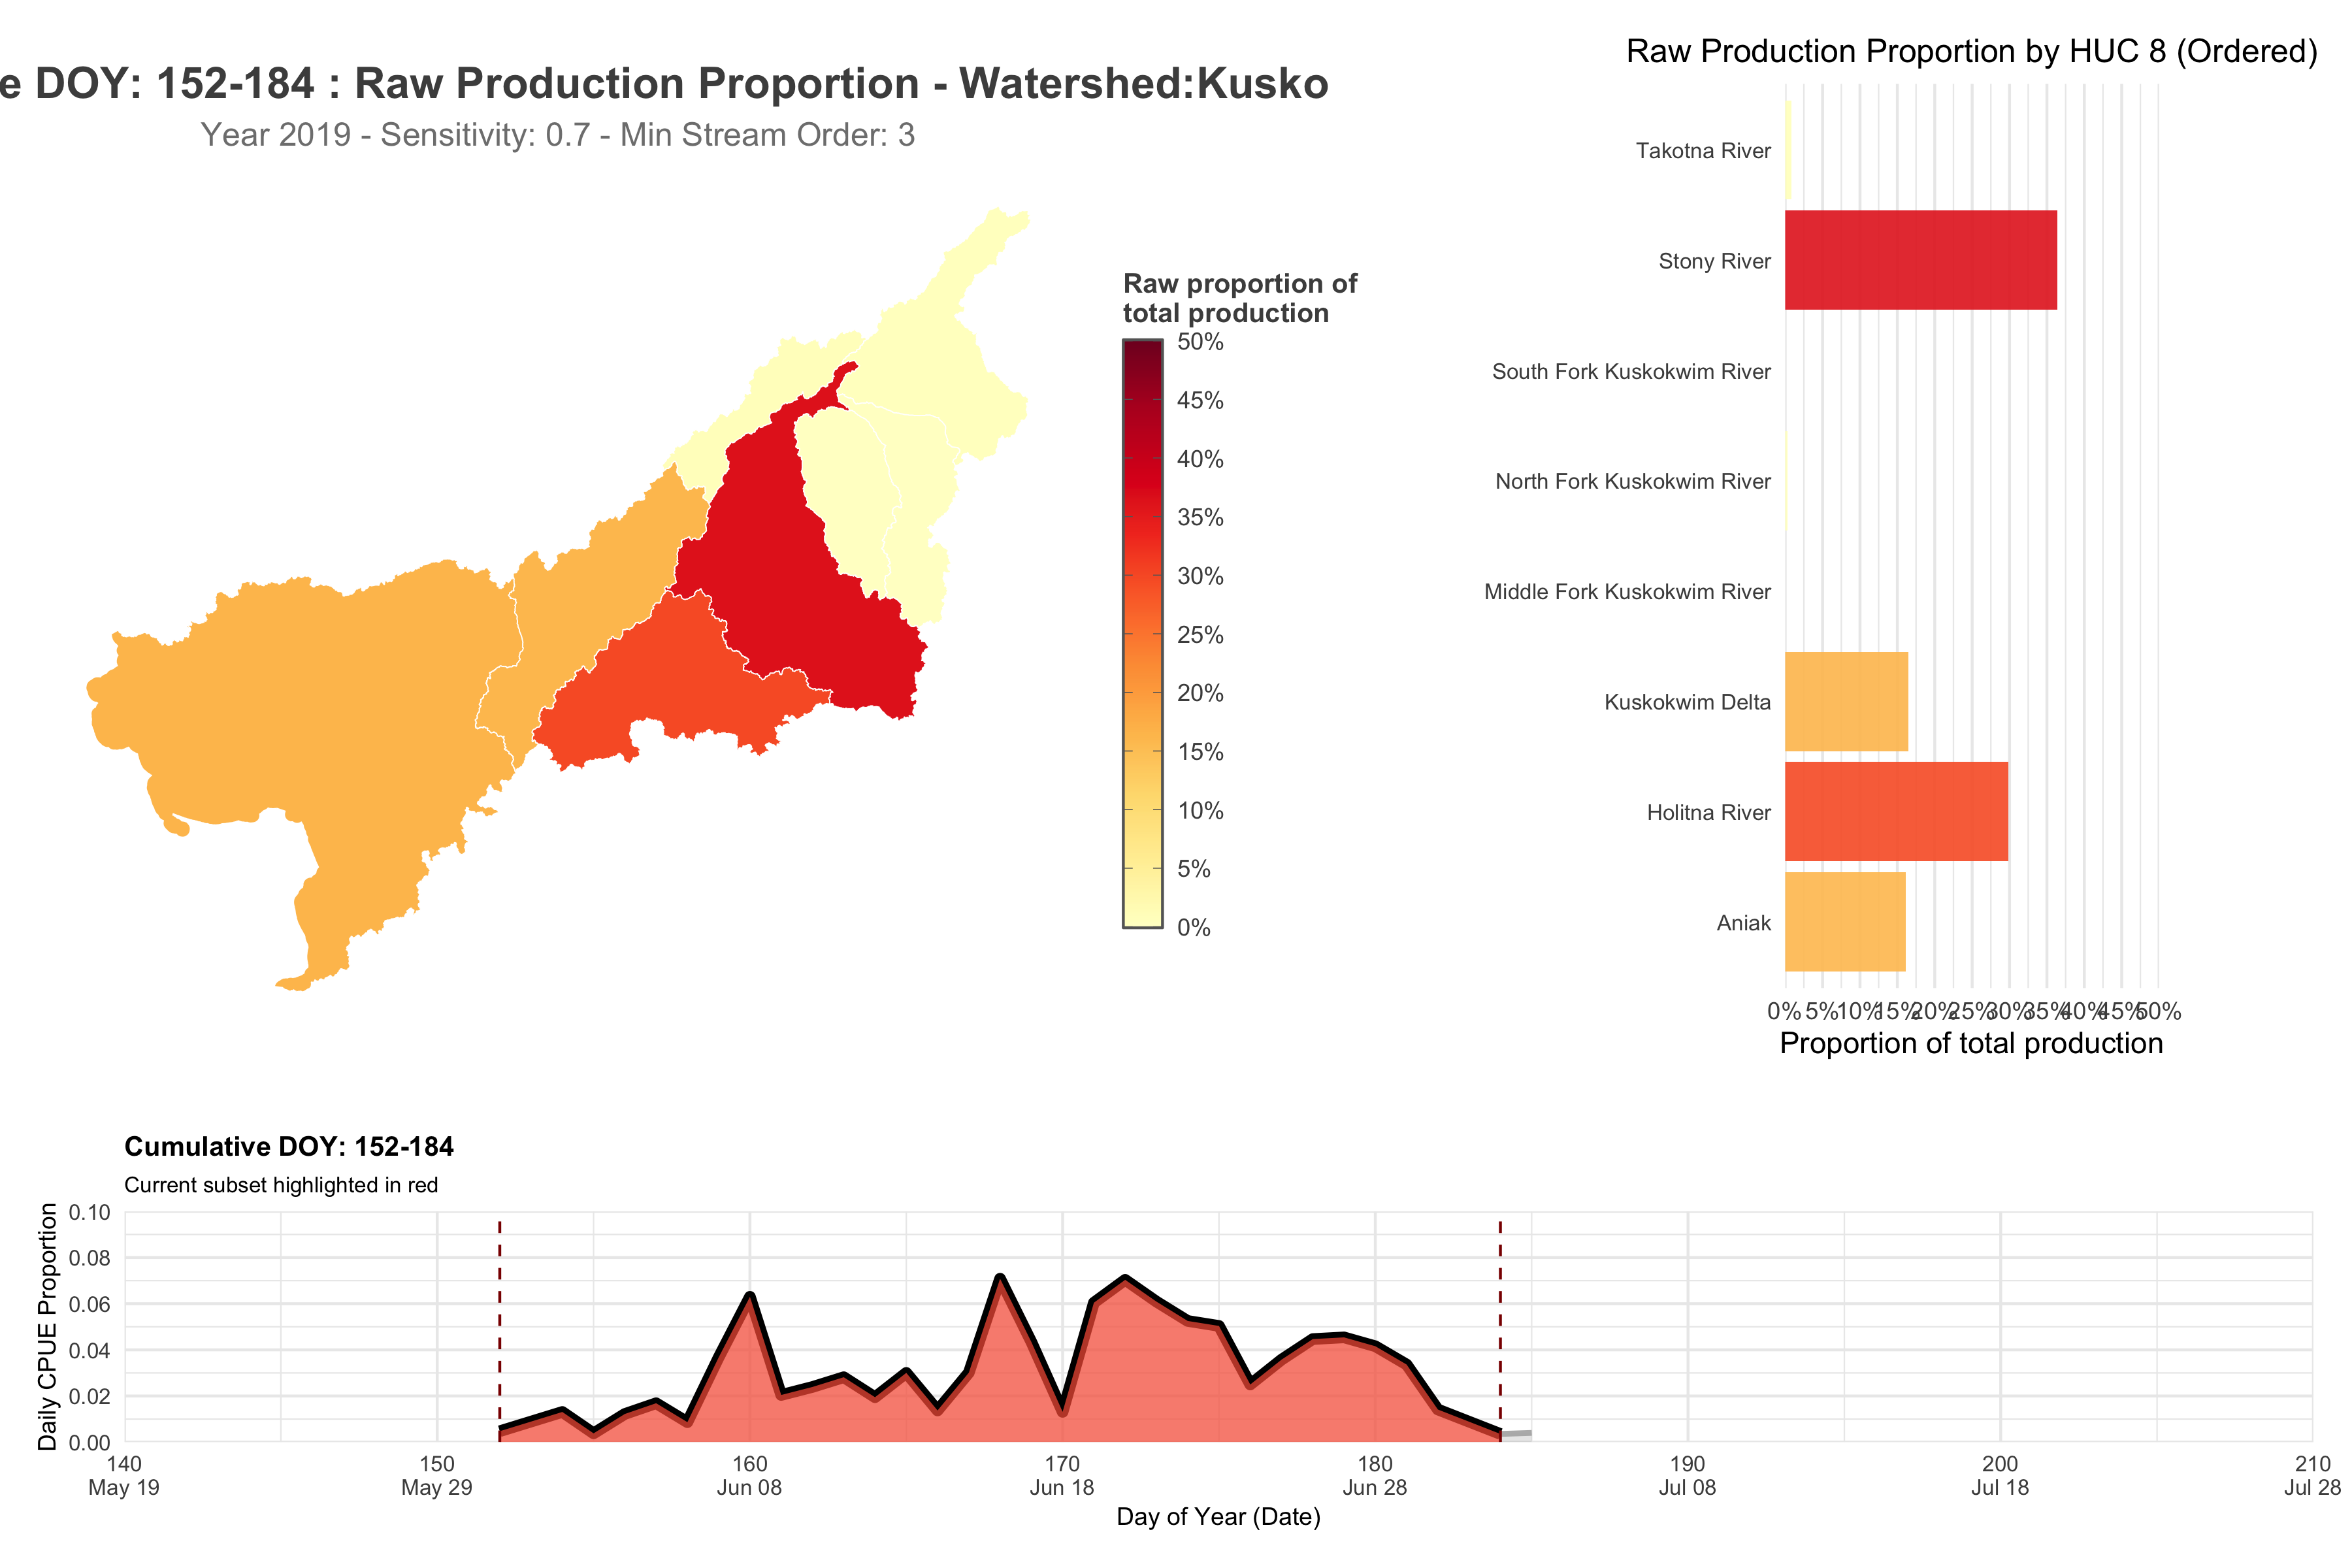 e DOY: 152-184 : Raw Production Proportion - Watershed:Kusko
Year 2019 - Sensitivity: 0.7 - Min Stream Order: 3
Raw proportion of
total production
50%
45%
40%
35%
30%
25%
20%
15%
10%
5%
0%
Raw Production Proportion by HUC 8 (Ordered)
Takotna River
Stony River
South Fork Kuskokwim River
North Fork Kuskokwim River
Middle Fork Kuskokwim River
Kuskokwim Delta
Holitna River
Aniak
0% 5% 10% 15% 20% 25% 30% 35% 40% 45% 50%
Proportion of total production
Cumulative DOY: 152-184
Current subset highlighted in red
Daily CPUE Proportion
0.10
0.08
0.06
0.04
0.02
0.00
140 150 160 170 180 190 200 210
May 19 May 29 Jun 08 Jun 18 Jun 28 Jul 08 Jul 18 Jul 28
Day of Year (Date)